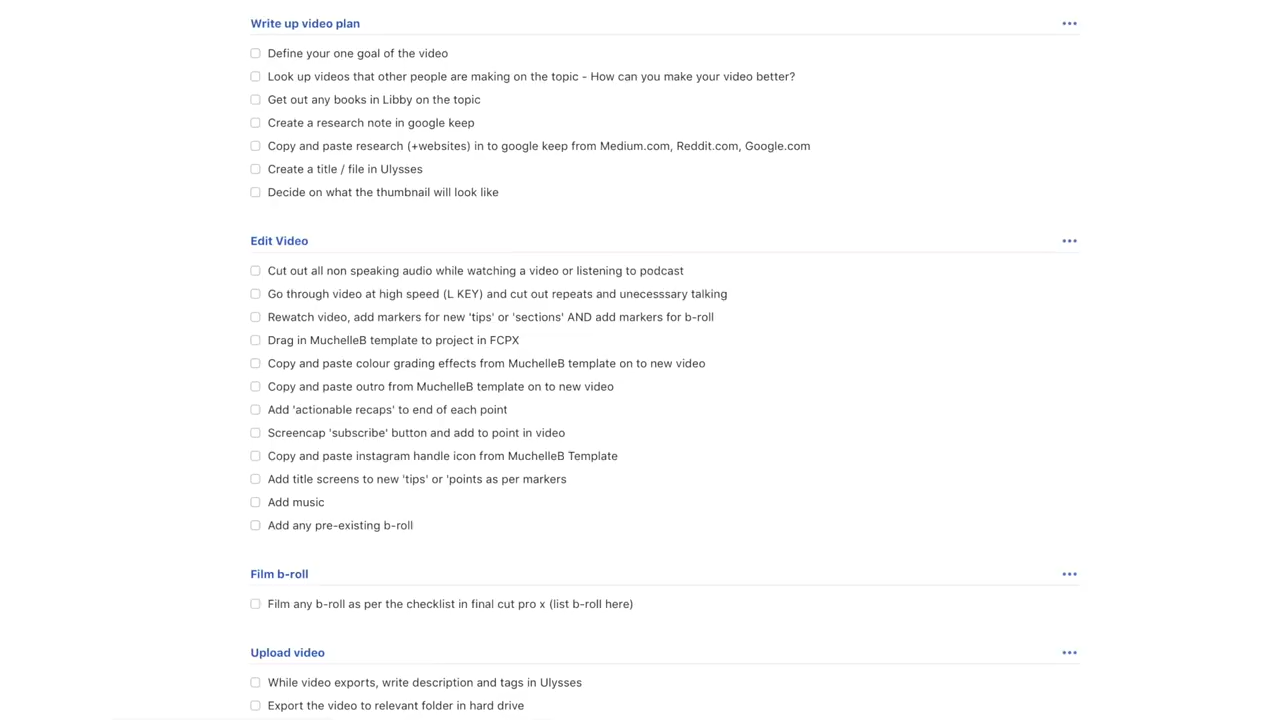 Write up video plan
Define your one goal of the video
Look up videos that other people are making on the topic - How can you make your video better?
Get out any books in Libby on the topic
Create a research note in google keep
Copy and paste research (+websites) in to google keep from Medium.com, Reddit.com, Google.com
Create a title / file in Ulysses
Decide on what the thumbnail will look like
Edit Video
Cut out all non speaking audio while watching a video or listening to podcast
Go through video at high speed (L KEY) and cut out repeats and unecesssary talking
Rewatch video, add markers for new 'tips' or 'sections' AND add markers for b-roll
Drag in MuchelleB template to project in FCPX
Copy and paste colour grading effects from MuchelleB template on to new video
Copy and paste outro from MuchelleB template on to new video
Add 'actionable recaps' to end of each point
Screencap 'subscribe' button and add to point in video
Copy and paste instagram handle icon from MuchelleB Template
Add title screens to new 'tips' or 'points as per markers
Add music
Add any pre-existing b-roll
Film b-roll
Film any b-roll as per the checklist in final cut pro x (list b-roll here)
Upload video
While video exports, write description and tags in Ulysses
Export the video to relevant folder in hard drive